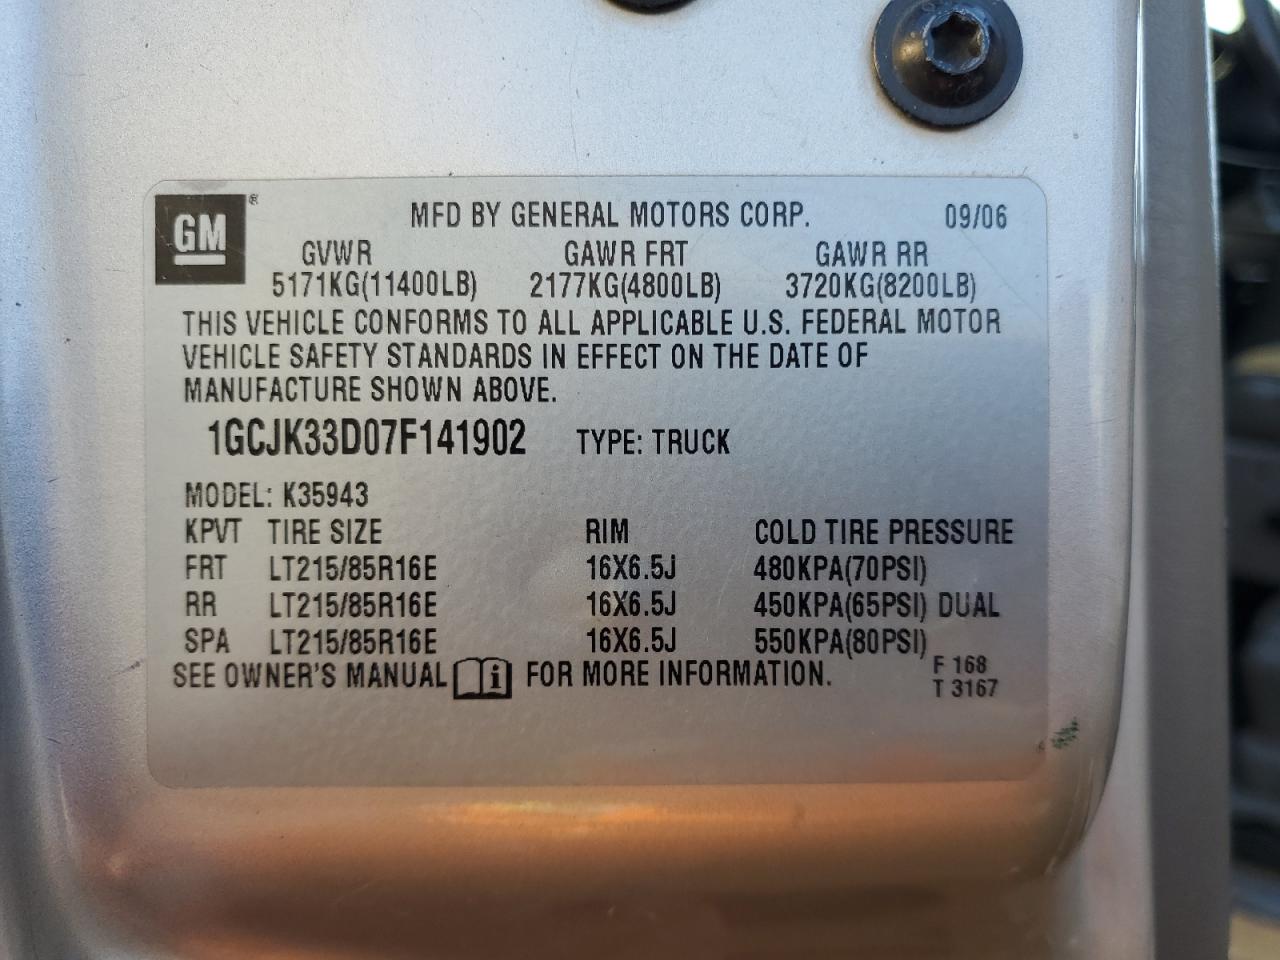 GM ®
MFD BY GENERAL MOTORS CORP. 09/06
GVWR GAWR FRT GAWR RR
5171KG(11400LB) 2177KG(4800LB) 3720KG(8200LB)
THIS VEHICLE CONFORMS TO ALL APPLICABLE U.S. FEDERAL MOTOR
VEHICLE SAFETY STANDARDS IN EFFECT ON THE DATE OF
MANUFACTURE SHOWN ABOVE.
1GCJK33D07F141902 TYPE: TRUCK
MODEL: K35943
KPVT TIRE SIZE RIM COLD TIRE PRESSURE
FRT LT215/85R16E 16X6.5J 480KPA(70PSI)
RR LT215/85R16E 16X6.5J 450KPA(65PSI) DUAL
SPA LT215/85R16E 16X6.5J 550KPA(80PSI)
SEE OWNER'S MANUAL i FOR MORE INFORMATION.
F 168
T 3167